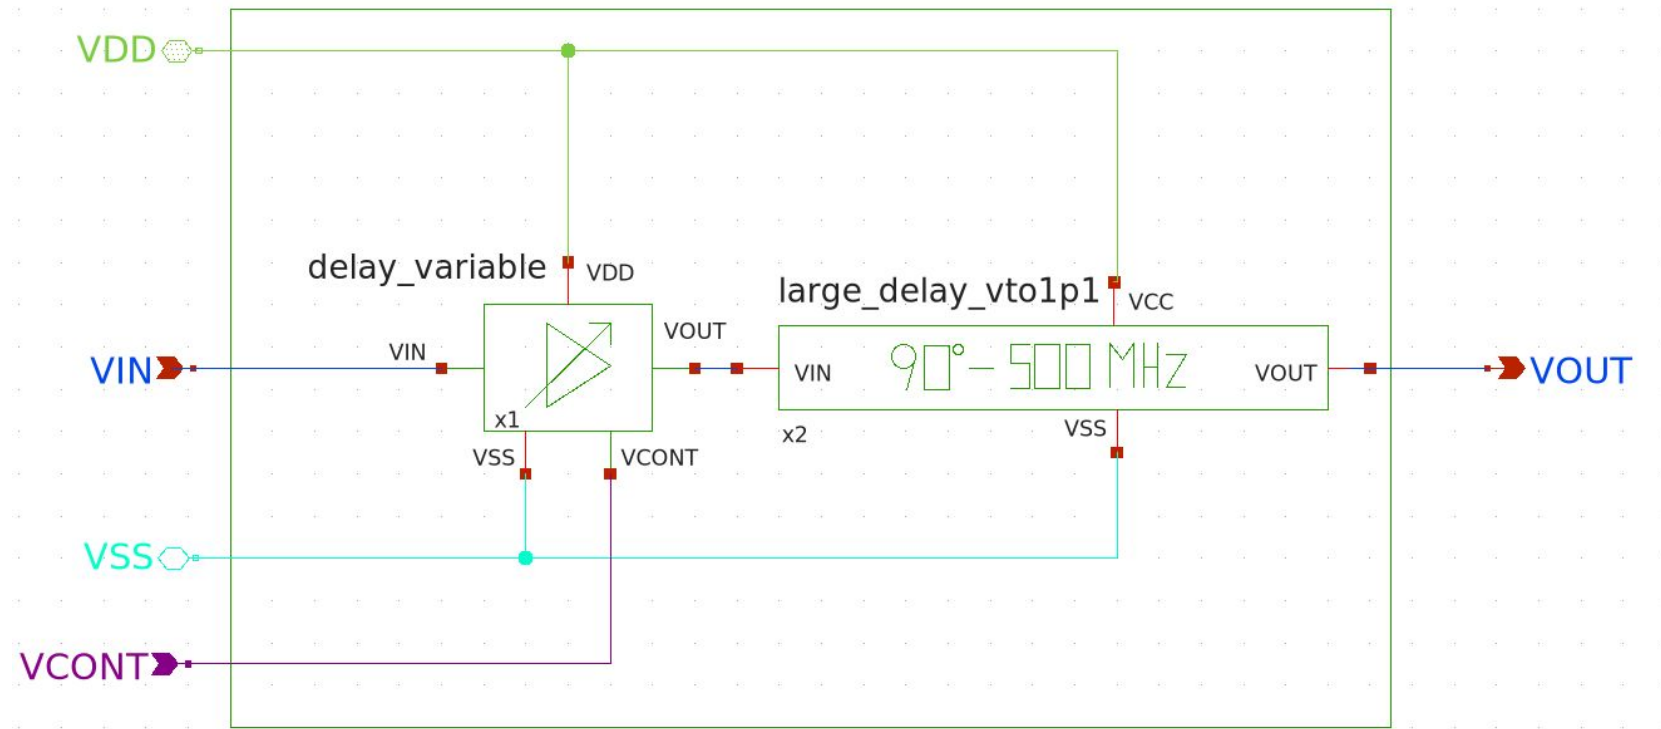 VDD
delay_variable
VDD
large_delay_vto1p1
VCC
VIN
VIN
VOUT
VIN
90°- 500 MHz
VOUT
VOUT
x1
x2
VSS
VSS
VCONT
VSS
VCONT